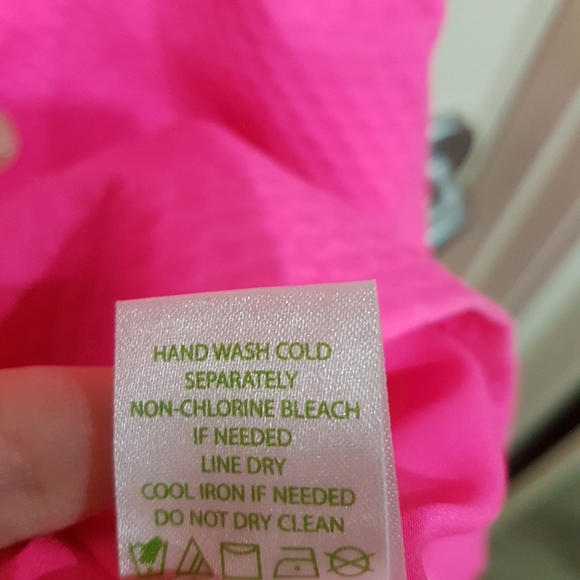 HAND WASH COLD
SEPARATELY
NON-CHLORINE BLEACH
IF NEEDED
LINE DRY
COOL IRON IF NEEDED
DO NOT DRY CLEAN